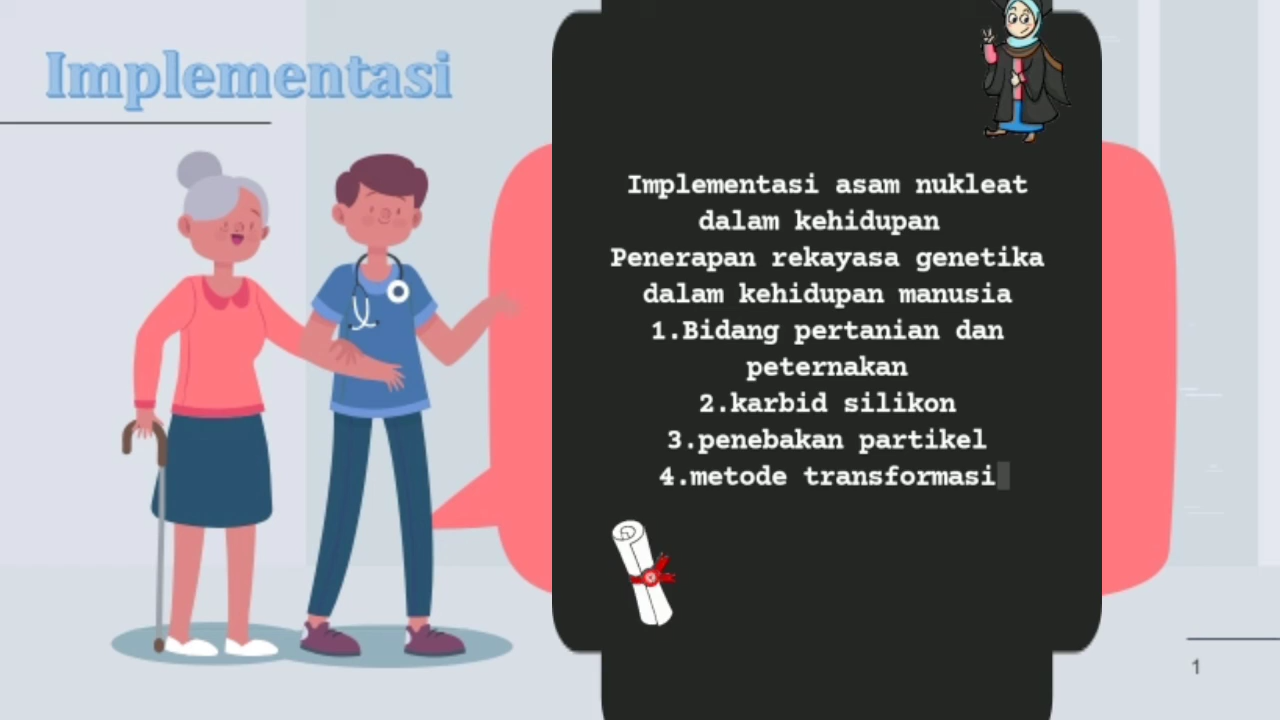 Implementasi
Implementasi asam nukleat
dalam kehidupan
Penerapan rekayasa genetika
dalam kehidupan manusia
1.Bidang pertanian dan
peternakan
2.karbid silikon
3.penebakan partikel
4.metode transformasi
1